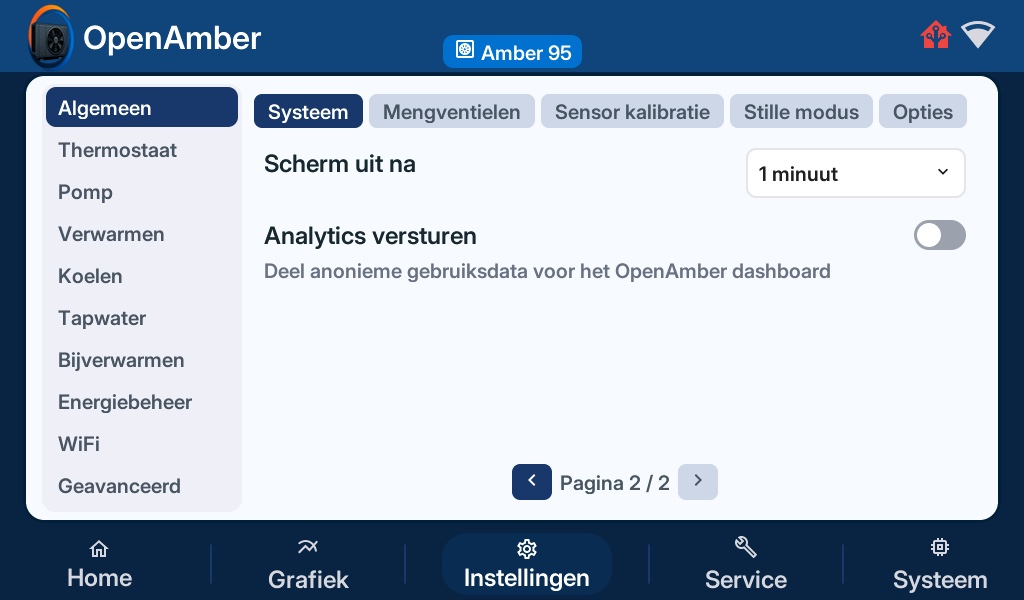 OpenAmber
Amber 95
Algemeen
Thermostaat
Pomp
Verwarmen
Koelen
Tapwater
Bijverwarmen
Energiebeheer
WiFi
Geavanceerd
Systeem
Mengventielen
Sensor kalibratie
Stille modus
Opties
Scherm uit na
1 minuut
Analytics versturen
Deel anonieme gebruiksdata voor het OpenAmber dashboard
Pagina 2 / 2
Home
Grafiek
Instellingen
Service
Systeem